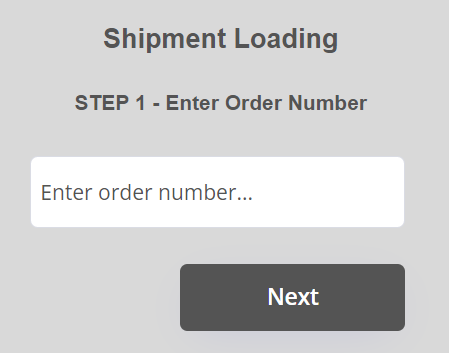 Shipment Loading
STEP 1 - Enter Order Number
Enter order number...
Next